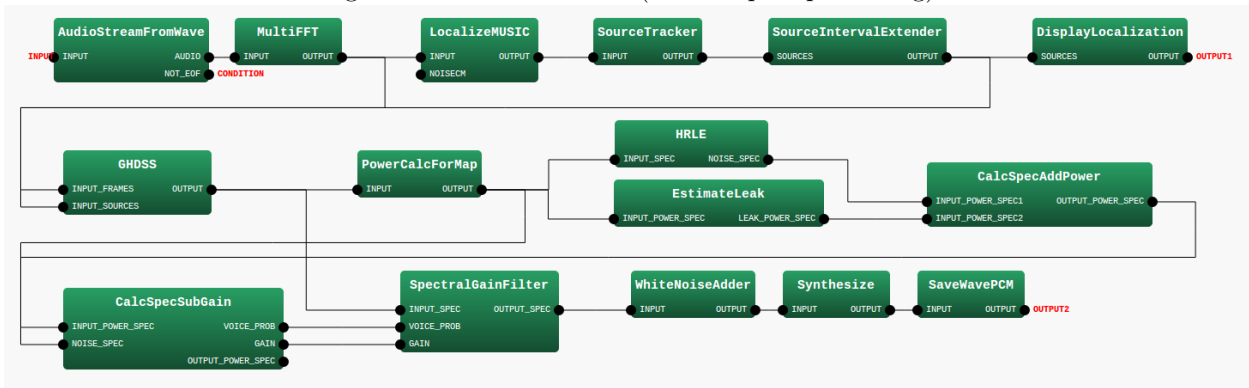 AudioStreamFromWave MultiFFT LocalizeMUSIC SourceTracker SourceIntervalExtender DisplayLocalization
INPUT INPUT AUDIO INPUT OUTPUT INPUT OUTPUT INPUT OUTPUT SOURCES OUTPUT SOURCES OUTPUT OUTPUT1
NOT_EOF CONDITION NOISECM
HRLE
GHDSS PowerCalcForMap INPUT_SPEC NOISE_SPEC CalcSpecAddPower
INPUT_FRAMES OUTPUT INPUT OUTPUT EstimateLeak INPUT_POWER_SPEC1 OUTPUT_POWER_SPEC
INPUT_SOURCES INPUT_POWER_SPEC LEAK_POWER_SPEC INPUT_POWER_SPEC2
SpectralGainFilter WhiteNoiseAdder Synthesize SaveWavePCM
CalcSpecSubGain INPUT_SPEC OUTPUT_SPEC INPUT OUTPUT INPUT OUTPUT INPUT OUTPUT OUTPUT2
INPUT_POWER_SPEC VOICE_PROB VOICE_PROB
NOISE_SPEC GAIN GAIN
OUTPUT_POWER_SPEC